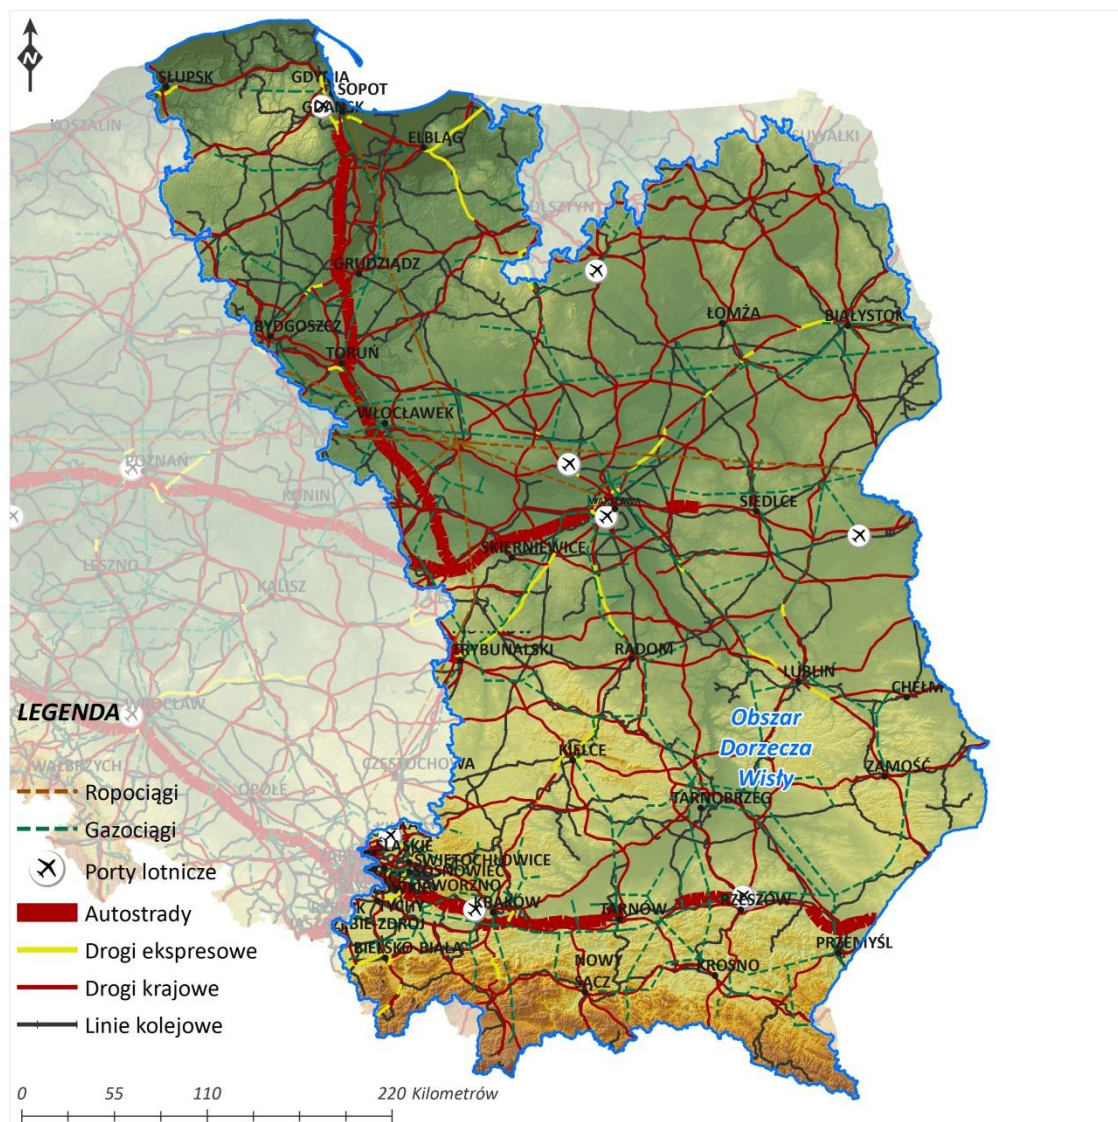 N
SŁUPSK
GDYNIA
SOPOT
GDAŃSK
KOSZALIN
ELBLĄG
SUWAŁKI
OLSZTYN
GRUDZIĄDZ
ŁOMŻA
BIAŁYSTOK
BYDGOSZCZ
TORUŃ
WŁOCŁAWEK
POZNAŃ
KONIN
WARSZAWA
SIEDLCE
SKIERNIEWICE
LESZNO
KALISZ
TRYBUNALSKI
RADOM
LUBLIN
CHEŁM
WROCŁAW
LEGENDA
Obszar
Dorzecza
Wisły
WAŁBRZYCH
CZĘSTOCHOWA
KIELCE
ZAMOŚĆ
OPOLE
TARNOBRZEG
Ropociągi
Gazociągi
ŚLĄSKIE
ŚWIĘTOCHŁOWICE
SOSNOWIEC
JAWORZNO
Porty lotnicze
KRAKÓW
TARNÓW
RZESZÓW
TYCHY
Autostrady
BIELSKO-BIAŁA
PRZEMYŚL
Drogi ekspresowe
NOWY
SĄCZ
KROSNO
Drogi krajowe
Linie kolejowe
0 55 110 220 Kilometrów